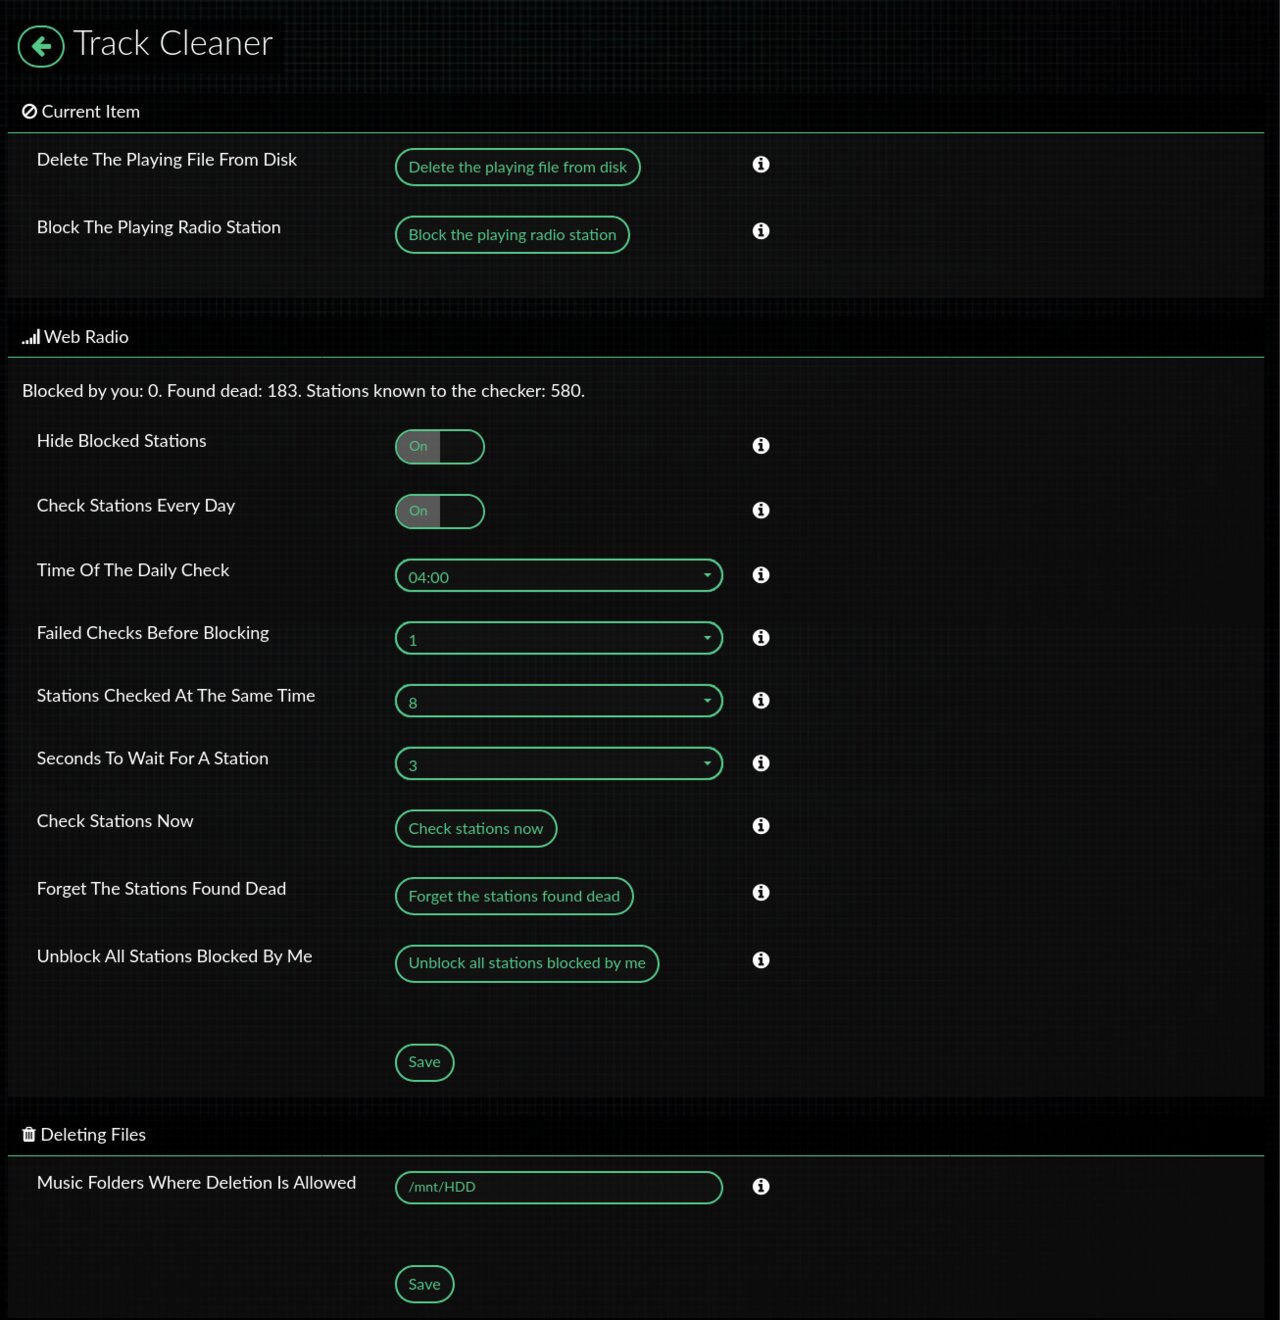 Track Cleaner
Current Item
Delete The Playing File From Disk
Delete the playing file from disk
Block The Playing Radio Station
Block the playing radio station
Web Radio
Blocked by you: 0. Found dead: 183. Stations known to the checker: 580.
Hide Blocked Stations
On
Check Stations Every Day
On
Time Of The Daily Check
04:00
Failed Checks Before Blocking
1
Stations Checked At The Same Time
8
Seconds To Wait For A Station
3
Check Stations Now
Check stations now
Forget The Stations Found Dead
Forget the stations found dead
Unblock All Stations Blocked By Me
Unblock all stations blocked by me
Save
Deleting Files
Music Folders Where Deletion Is Allowed
/mnt/HDD
Save